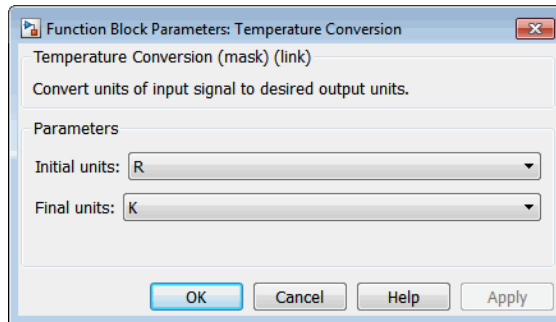 Function Block Parameters: Temperature Conversion
Temperature Conversion (mask) (link)
Convert units of input signal to desired output units.
Parameters
Initial units: R
Final units: K
OK Cancel Help Apply